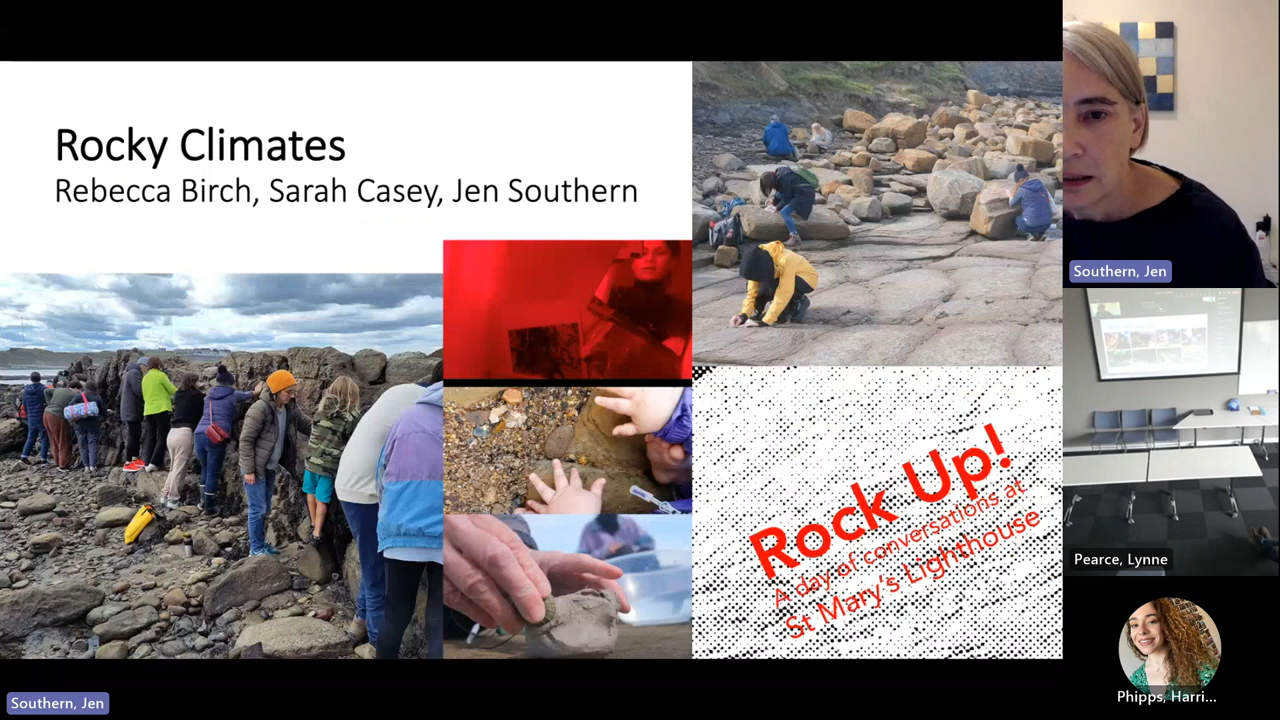 Rocky Climates
Rebecca Birch, Sarah Casey, Jen Southern
Rock Up!
A day of conversations at
St Mary's Lighthouse
Southern, Jen
Pearce, Lynne
Phipps, Harri...
Southern, Jen